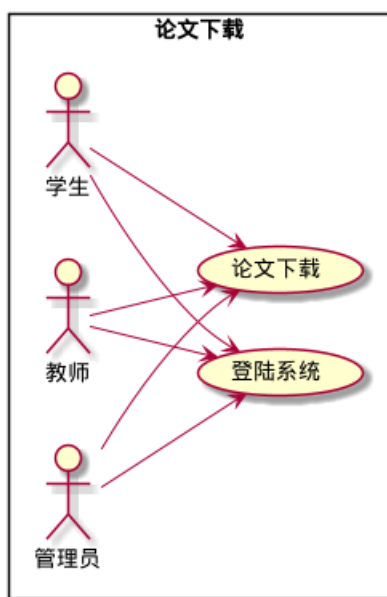 论文下载
学生
论文下载
教师
登陆系统
管理员